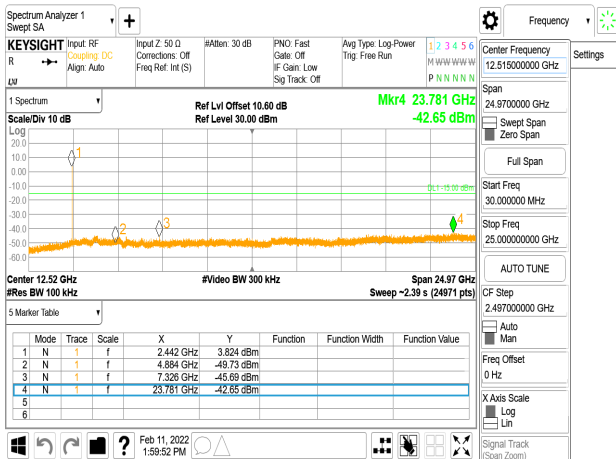 Spectrum Analyzer 1
Swept SA
Frequency
Settings
KEYSIGHT
R
Input: RF
Coupling: DC
Align: Auto
Input Z: 50 Ω
Corrections: Off
Freq Ref: Int (S)
#Atten: 30 dB
PNO: Fast
Gate: Off
IF Gain: Low
Sig Track: Off
Avg Type: Log-Power
Trig: Free Run
1 2 3 4 5 6
M W W W W W
P N N N N N
LXI
1 Spectrum
Scale/Div 10 dB
Ref Lvl Offset 10.60 dB
Ref Level 30.00 dBm
Mkr4 23.781 GHz
-42.65 dBm
Log
20.0
10.0
0.00
-10.0
-20.0
-30.0
-40.0
-50.0
-60.0
1
2
3
4
Center 12.52 GHz
#Res BW 100 kHz
#Video BW 300 kHz
Span 24.97 GHz
Sweep ~2.39 s (24971 pts)
5 Marker Table
Mode Trace Scale X Y Function Function Width Function Value
1 N 1 f 2.442 GHz 3.824 dBm
2 N 1 f 4.884 GHz -49.73 dBm
3 N 1 f 7.326 GHz -45.69 dBm
4 N 1 f 23.781 GHz -42.65 dBm
5
6
Feb 11, 2022
1:59:52 PM
Center Frequency
12.515000000 GHz
Span
24.9700000 GHz
Swept Span
Zero Span
Full Span
Start Freq
30.000000 MHz
Stop Freq
25.000000000 GHz
AUTO TUNE
CF Step
2.497000000 GHz
Auto
Man
Freq Offset
0 Hz
X Axis Scale
Log
Lin
Signal Track
(Span Zoom)